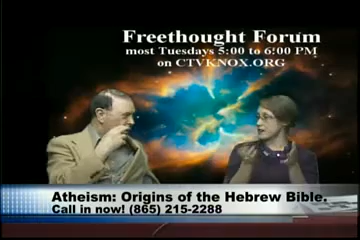 Freethought Forum
most Tuesdays 5:00 to 6:00 PM
on CTVKNOX.ORG
Atheism: Origins of the Hebrew Bible.
Call in now! (865) 215-2288